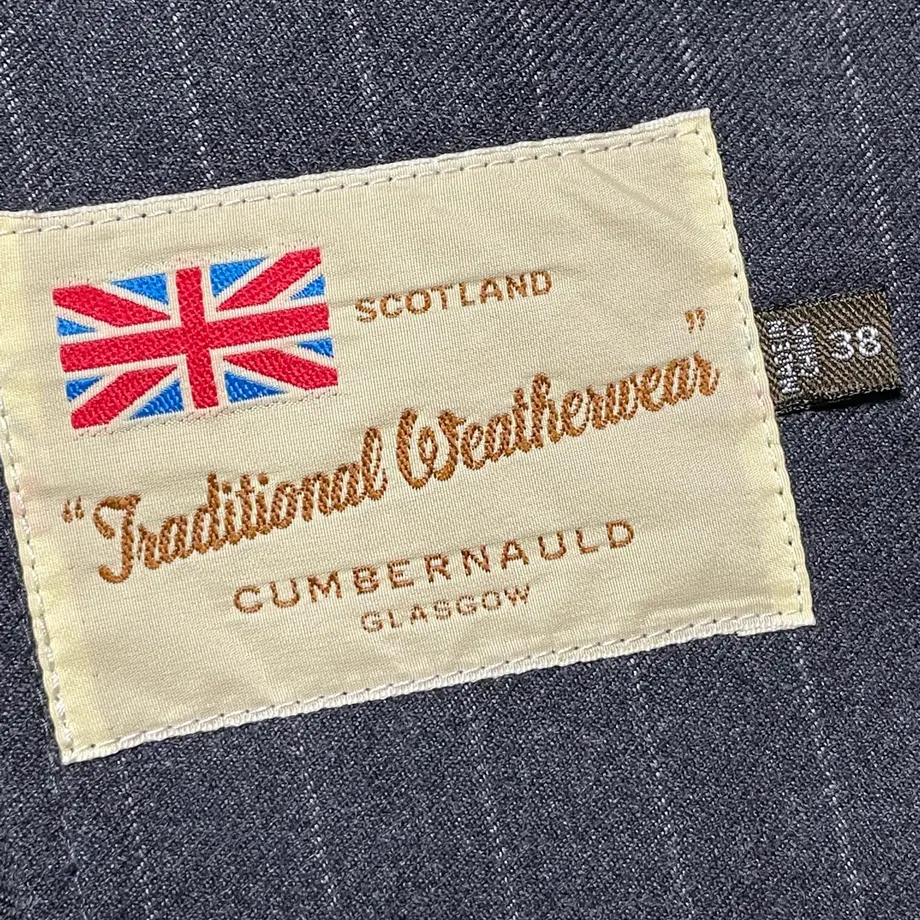 SCOTLAND
“Traditional Weatherwear”
CUMBERNAULD
GLASGOW
38